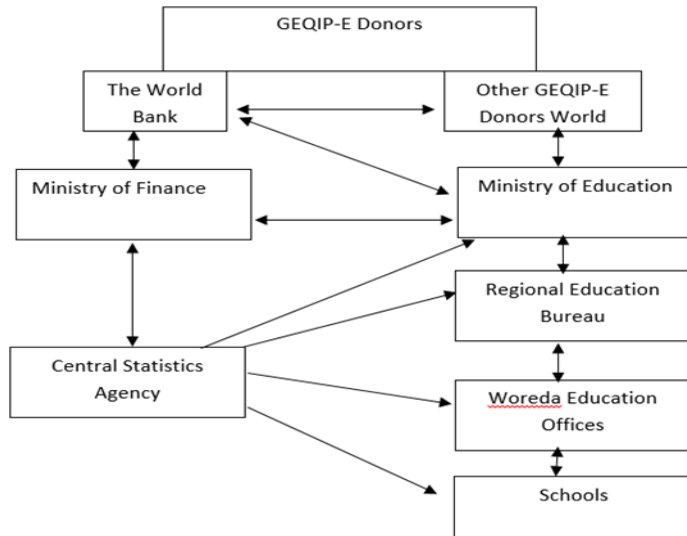 GEQIP-E Donors
The World
Bank
Other GEQIP-E
Donors World
Ministry of Finance
Ministry of Education
Regional Education
Bureau
Central Statistics
Agency
Woreda Education
Offices
Schools